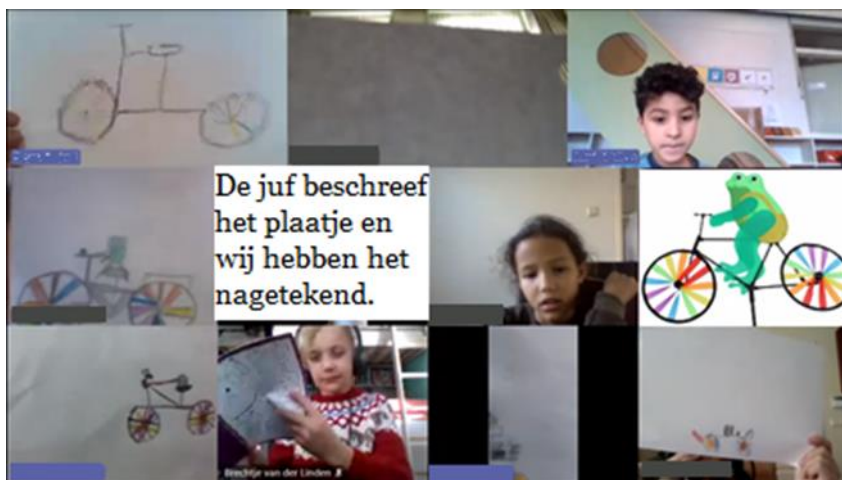 De juf beschreef
het plaatje en
wij hebben het
nagetekend.
Brechtje van der Linden